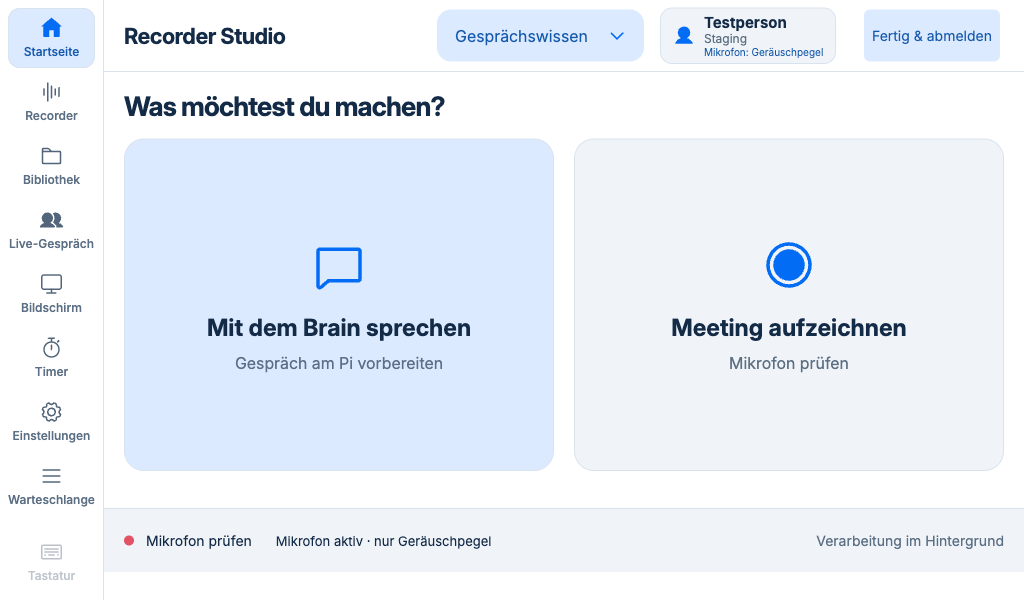 Startseite
Recorder
Bibliothek
Live-Gespräch
Bildschirm
Timer
Einstellungen
Warteschlange
Tastatur
Recorder Studio
Gesprächswissen
Testperson
Staging
Mikrofon: Geräuschpegel
Fertig & abmelden
Was möchtest du machen?
Mit dem Brain sprechen
Gespräch am Pi vorbereiten
Meeting aufzeichnen
Mikrofon prüfen
Mikrofon prüfen
Mikrofon aktiv · nur Geräuschpegel
Verarbeitung im Hintergrund